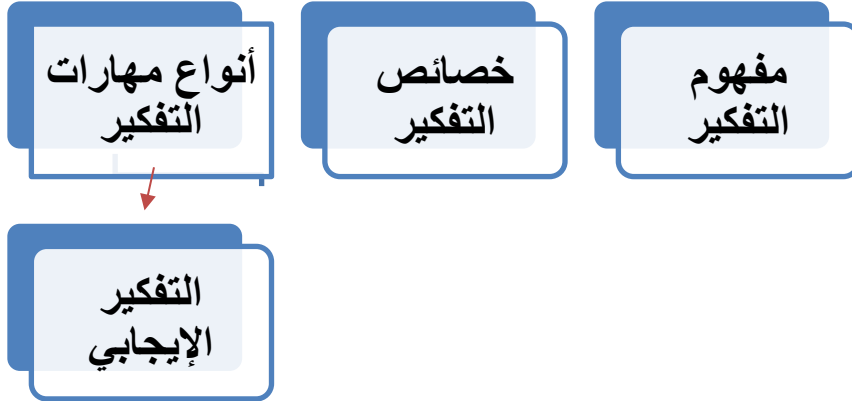 مفهوم
التفكير
خصائص
التفكير
أنواع مهارات
التفكير
التفكير
الإيجابي